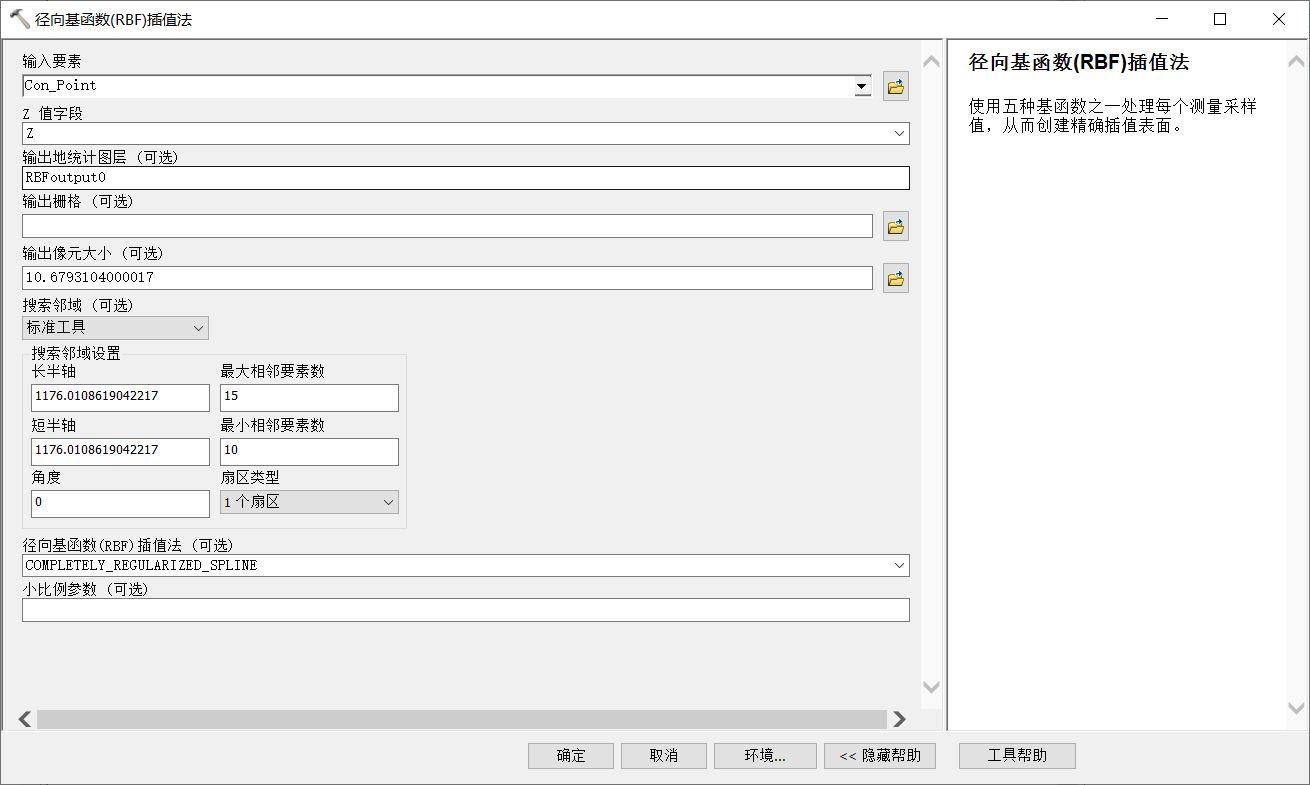 径向基函数(RBF)插值法
输入要素
Con_Point
Z 值字段
Z
输出地统计图层 (可选)
RBFoutput0
输出栅格 (可选)
输出像元大小 (可选)
10.6793104000017
搜索邻域 (可选)
标准工具
搜索邻域设置
长半轴
最大相邻要素数
1176.0108619042217
15
短半轴
最小相邻要素数
1176.0108619042217
10
角度
扇区类型
0
1 个扇区
径向基函数(RBF)插值法 (可选)
COMPLETELY_REGULARIZED_SPLINE
小比例参数 (可选)
径向基函数(RBF)插值法
使用五种基函数之一处理每个测量采样
值，从而创建精确插值表面。
确定
取消
环境...
<< 隐藏帮助
工具帮助